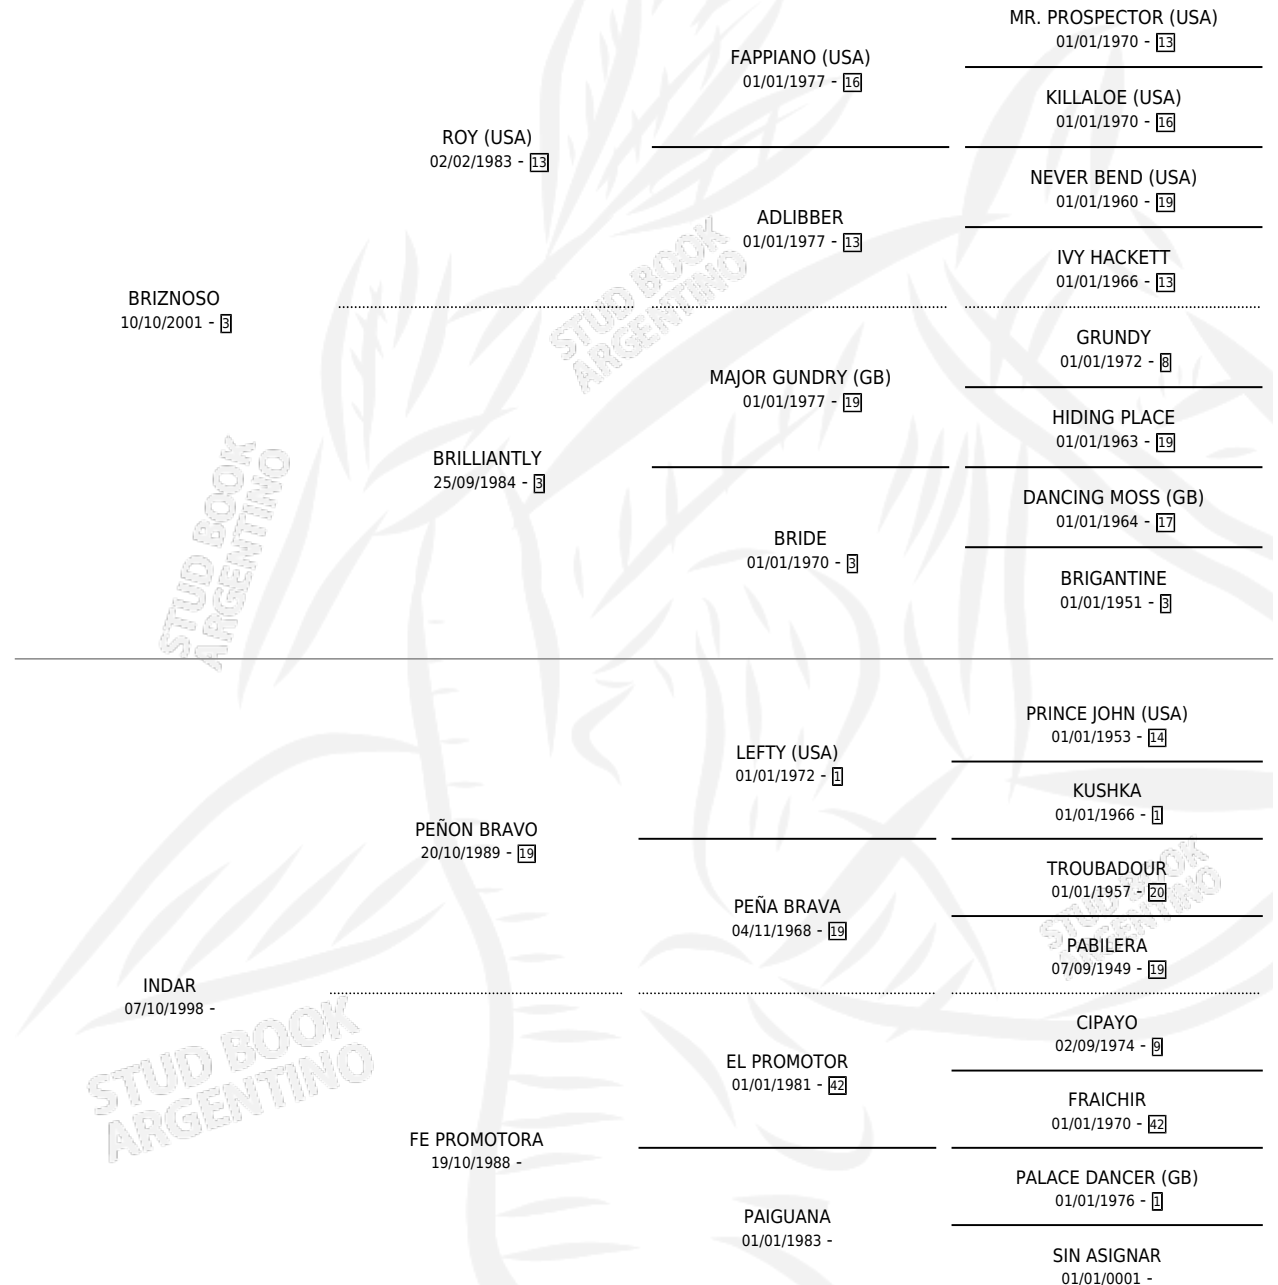 MR. PROSPECTOR (USA)
01/01/1970 - 13
FAPPIANO (USA)
01/01/1977 - 16
KILLALOE (USA)
01/01/1970 - 16
ROY (USA)
02/02/1983 - 13
NEVER BEND (USA)
01/01/1960 - 19
ADLIBBER
01/01/1977 - 13
IVY HACKETT
01/01/1966 - 13
BRIZNOSO
10/10/2001 - 3
GRUNDY
01/01/1972 - 8
MAJOR GUNDRY (GB)
01/01/1977 - 19
HIDING PLACE
01/01/1963 - 19
BRILLIANTLY
25/09/1984 - 3
DANCING MOSS (GB)
01/01/1964 - 17
BRIDE
01/01/1970 - 3
BRIGANTINE
01/01/1951 - 3
PRINCE JOHN (USA)
01/01/1953 - 14
LEFTY (USA)
01/01/1972 - 1
KUSHKA
01/01/1966 - 1
PEÑON BRAVO
20/10/1989 - 19
TROUBADOUR
01/01/1957 - 20
PEÑA BRAVA
04/11/1968 - 19
PABILERA
07/09/1949 - 19
INDAR
07/10/1998 -
CIPAYO
02/09/1974 - 9
EL PROMOTOR
01/01/1981 - 42
FRAICHIR
01/01/1970 - 42
FE PROMOTORA
19/10/1988 -
PALACE DANCER (GB)
01/01/1976 - 1
PAIGUANA
01/01/1983 -
SIN ASIGNAR
01/01/0001 -
STUD BOOK
ARGENTINO
STUD BOOK
ARGENTINO
STUD BOOK
ARGENTINO
STUD BOOK
ARGENTINO